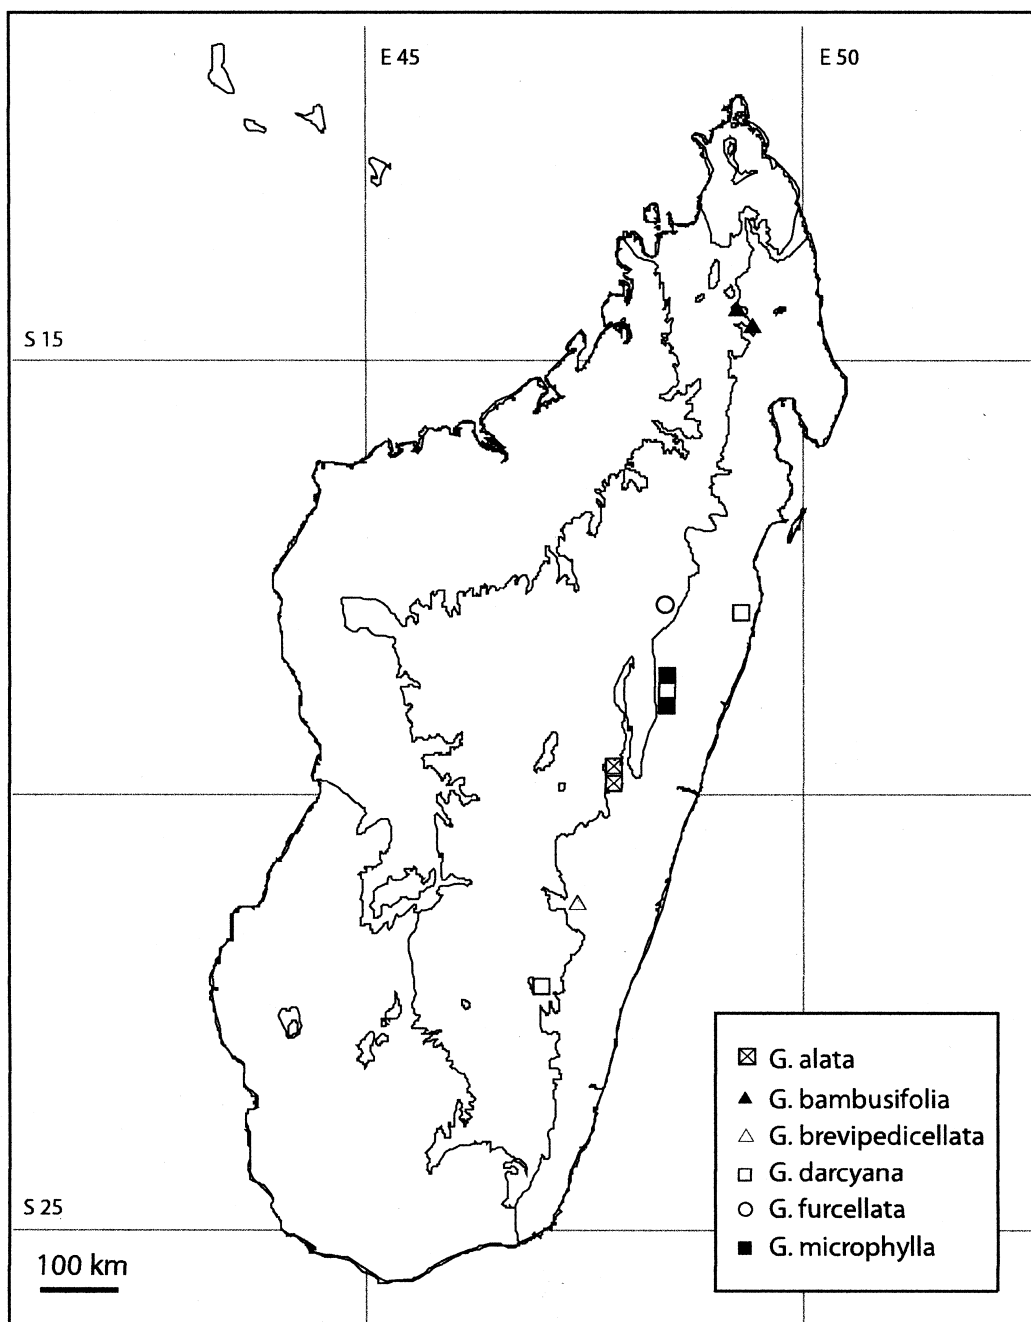 E 45
E 50
S 15
S 25
100 km
G. alata
G. bambusifolia
G. brevipedicellata
G. darcyana
G. furcellata
G. microphylla